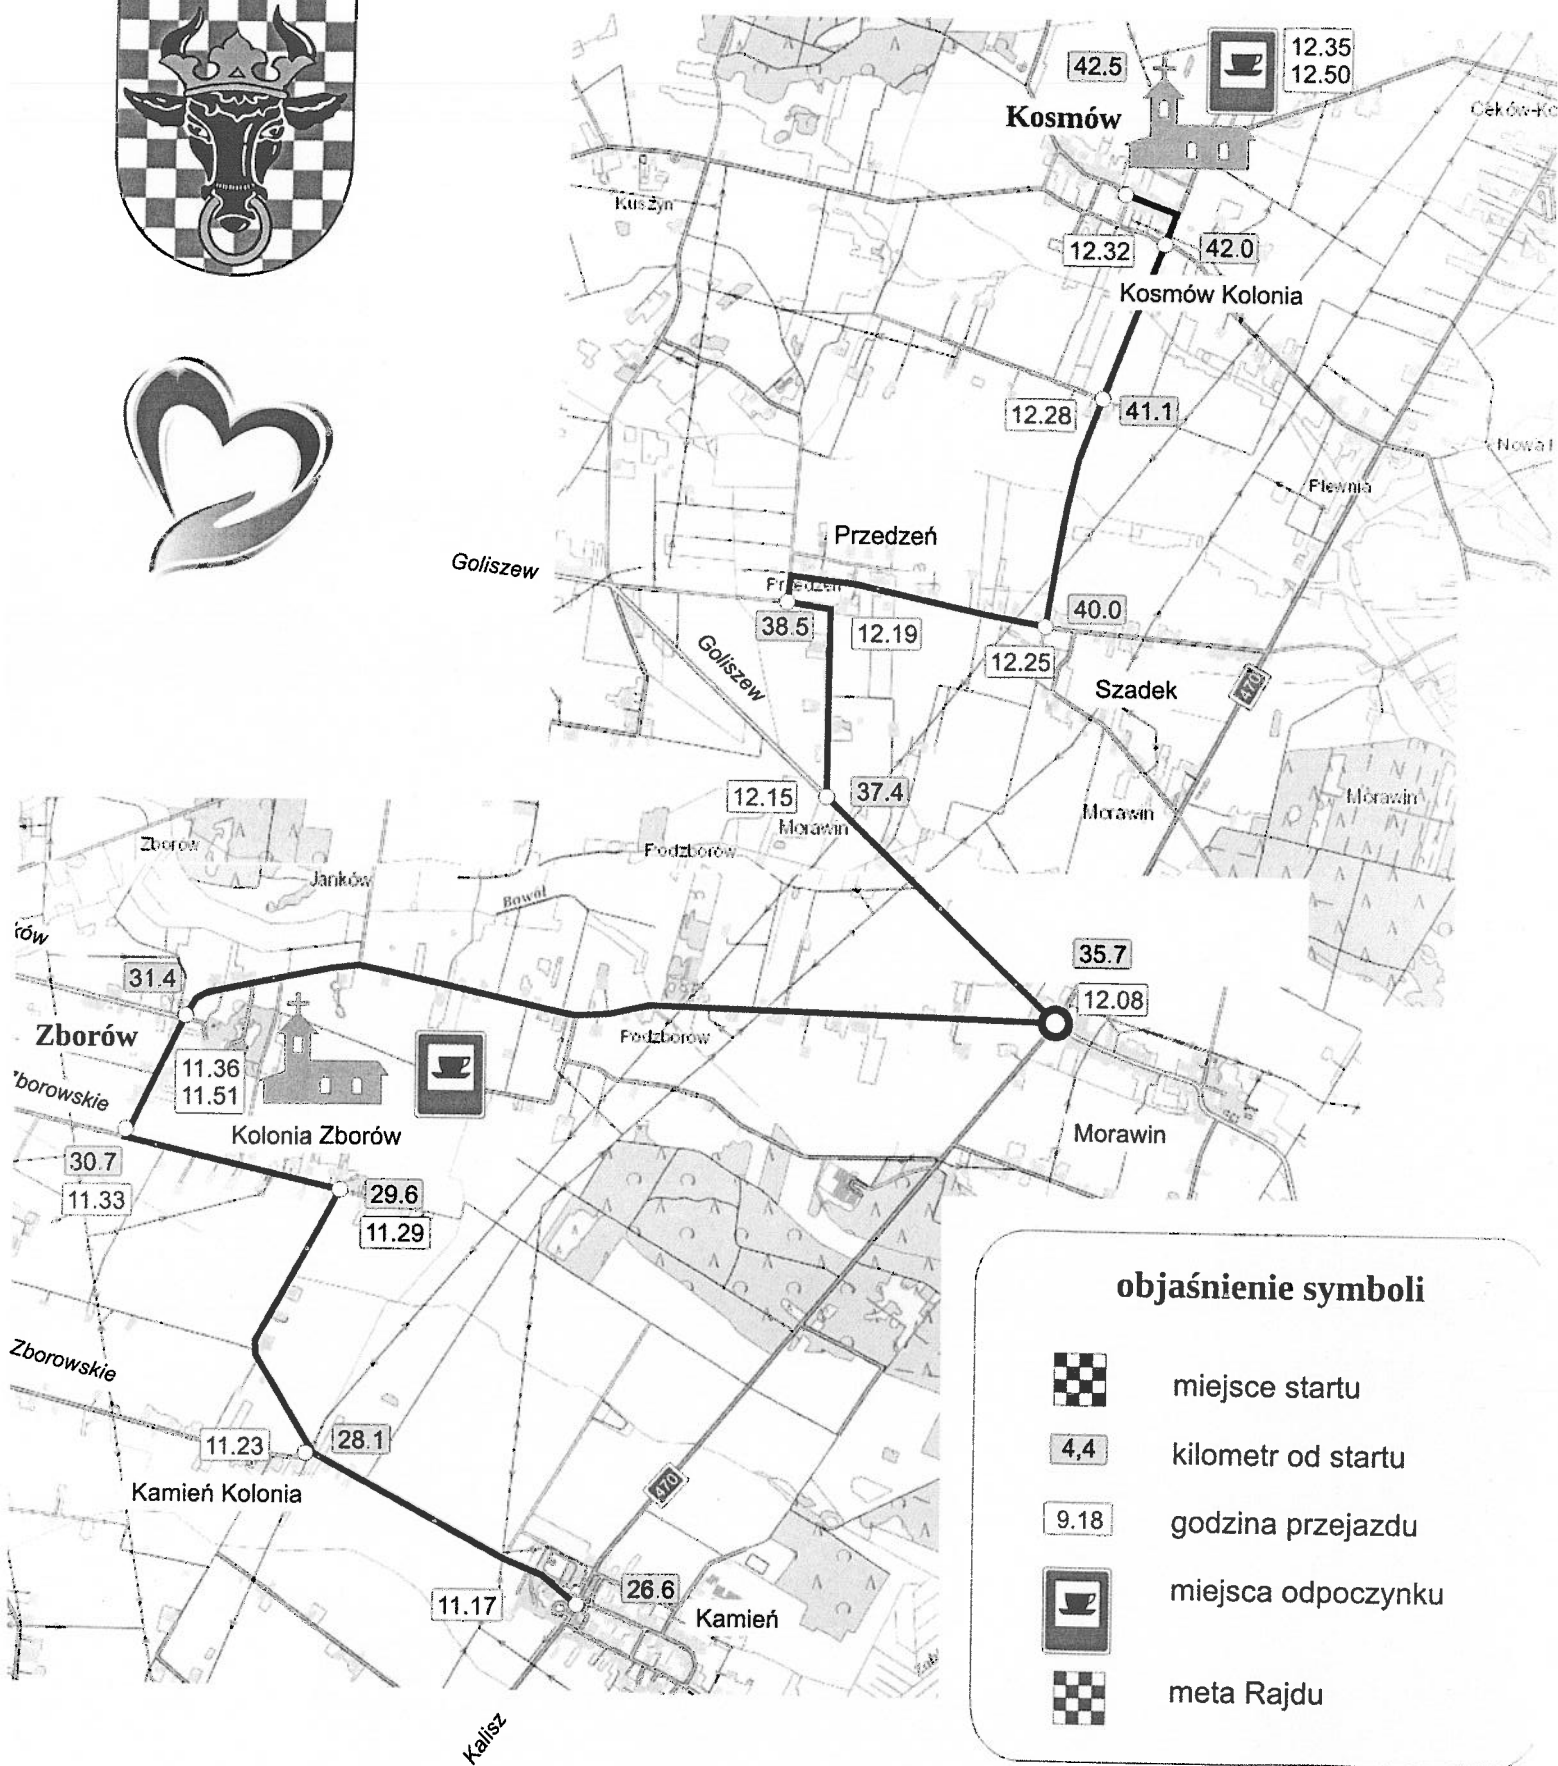 42.5
12.35
12.50
Kosmów
Kuszyn
12.32
42.0
Kosmów Kolonia
12.28
41.1
Plewnia
Przedzeń
Goliszew
Przedzeń
38.5
12.19
40.0
12.25
Goliszew
Szadek
470
12.15
37.4
Morawin
Morawin
Morawin
Zborów
Janków
Podzborów
Bawół
ków
31.4
35.7
12.08
Zborów
11.36
11.51
Podzborów
borowskie
Kolonia Zborów
Morawin
30.7
11.33
29.6
11.29
Zborowskie
11.23
28.1
Kamień Kolonia
470
11.17
26.6
Kamień
Kalisz
objaśnienie symboli
miejsce startu
4,4 kilometr od startu
9.18 godzina przejazdu
miejsca odpoczynku
meta Rajdu